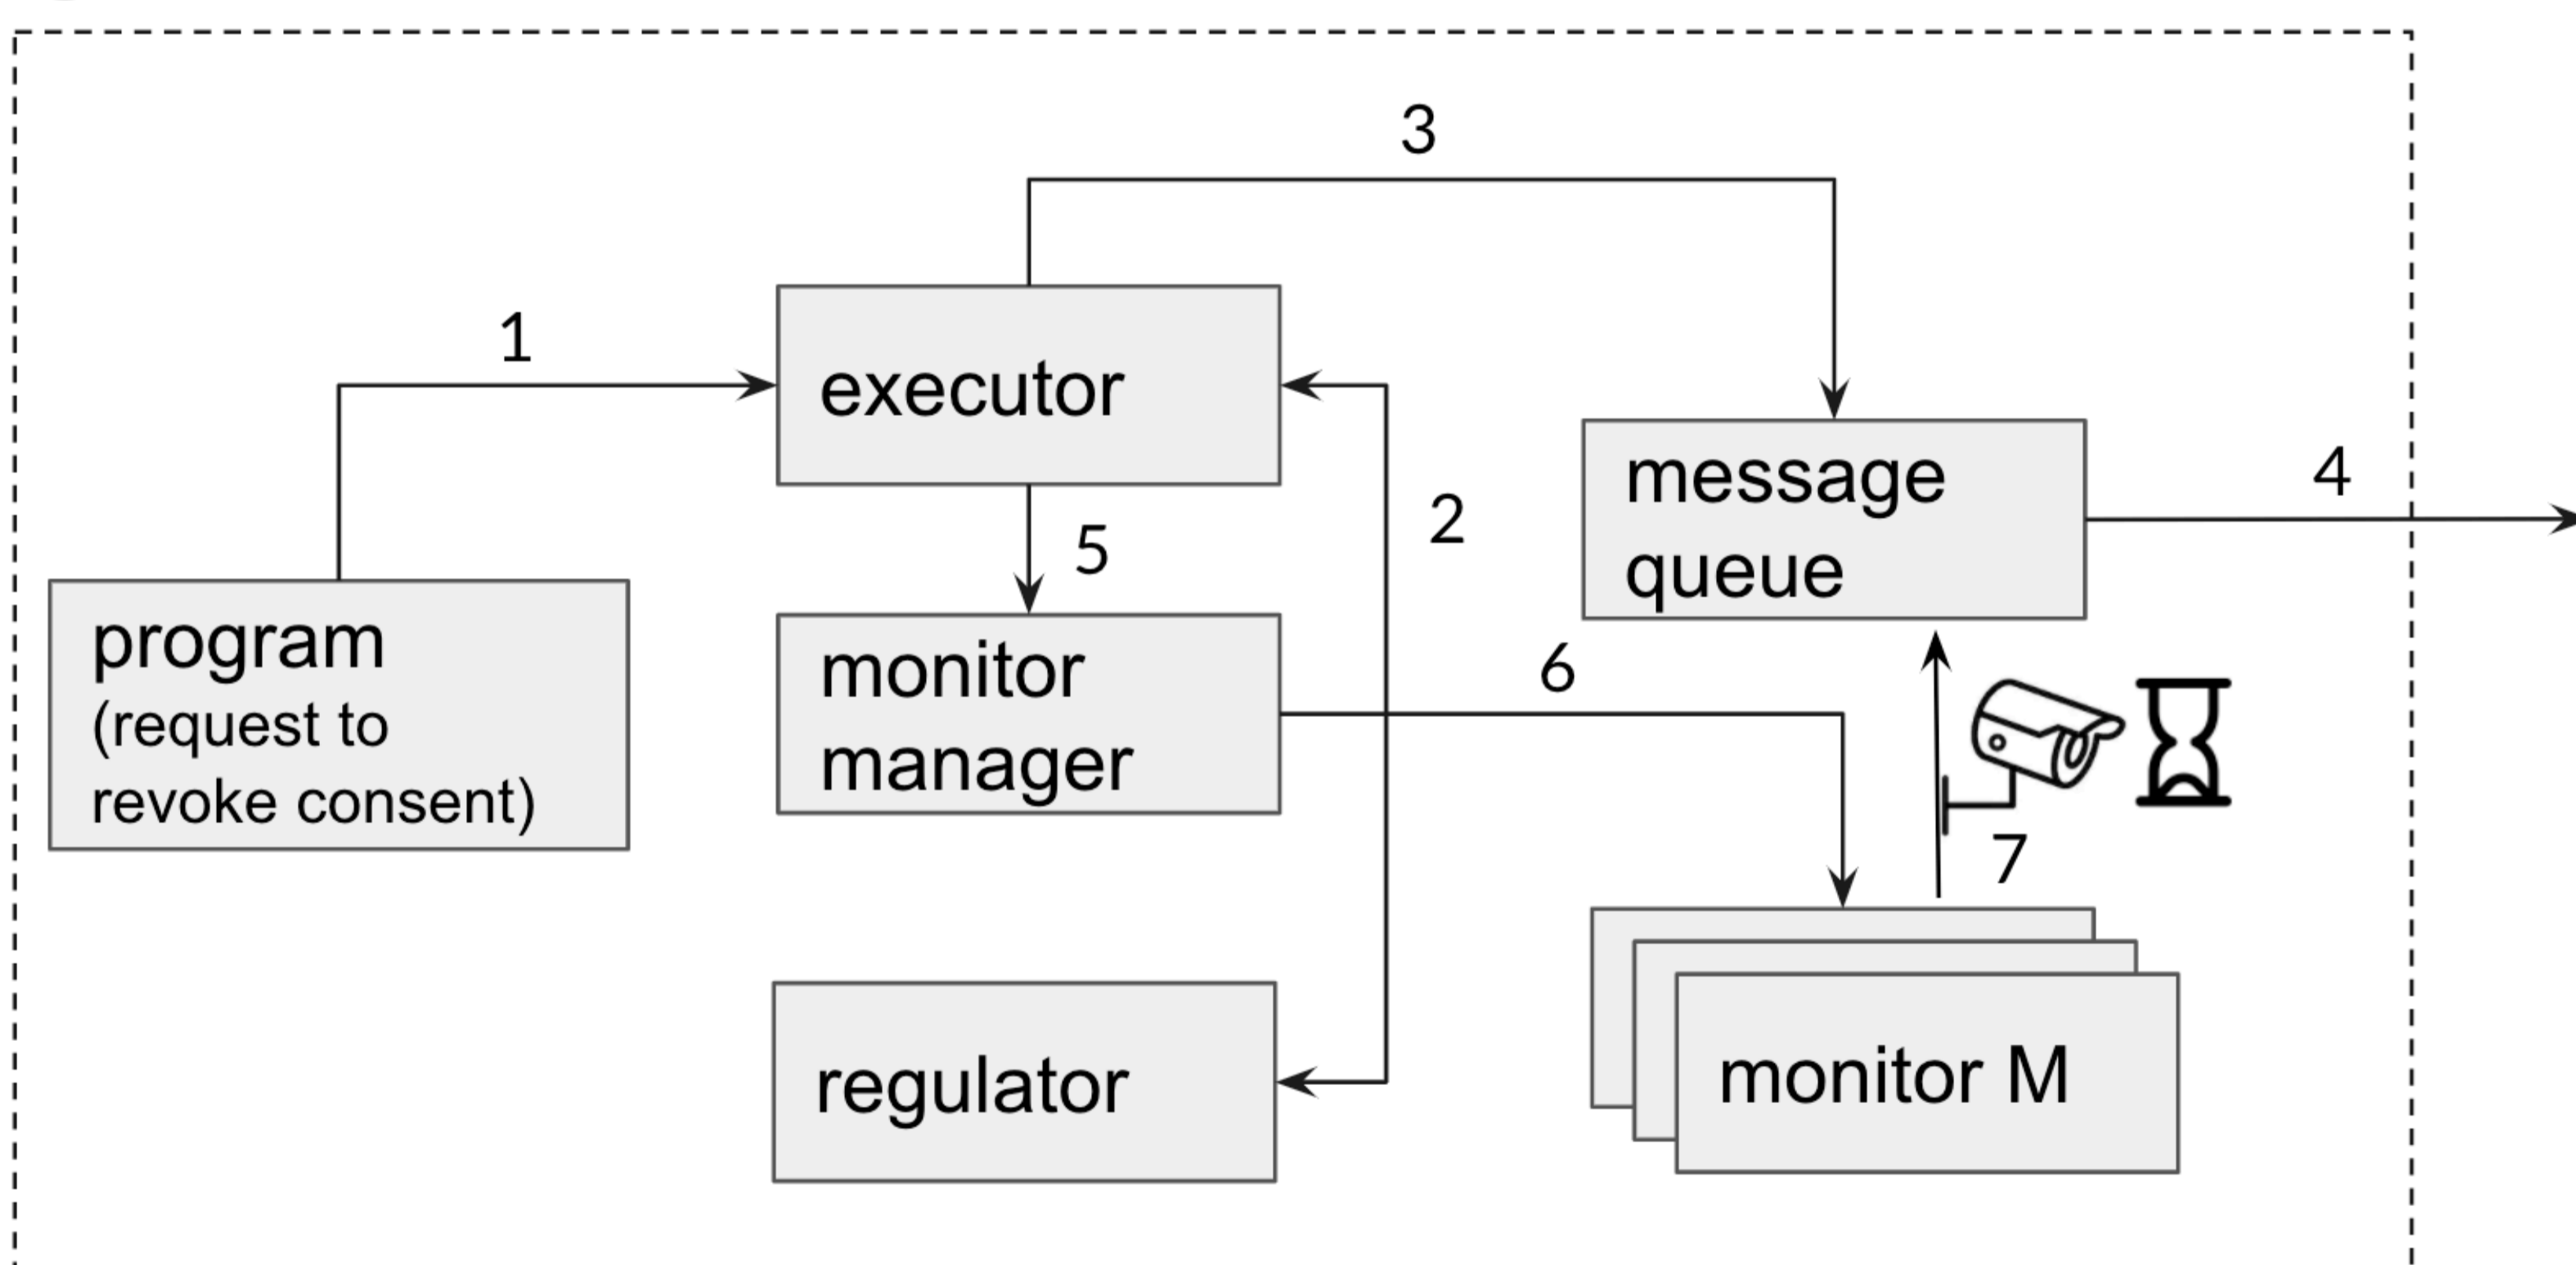 3
1
executor
message
queue
4
2
5
program
(request to
revoke consent)
monitor
manager
6
7
regulator
monitor M